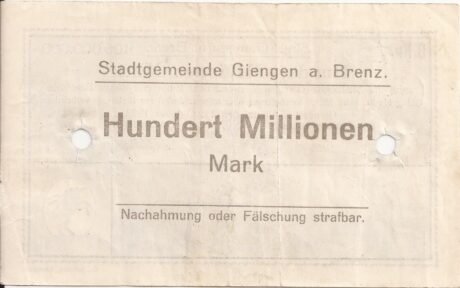 Stadtgemeinde Giengen a. Brenz.
Hundert Millionen
Mark
Nachahmung oder Fälschung strafbar.